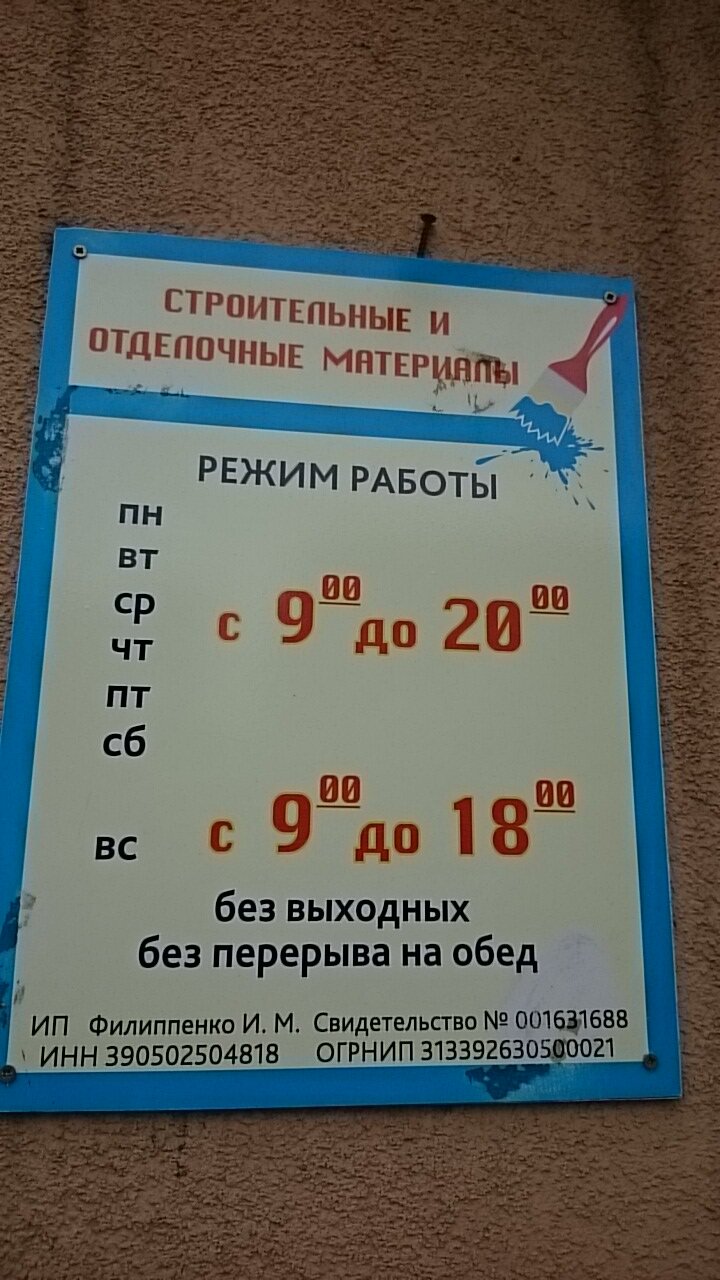 СТРОИТЕЛЬНЫЕ И
ОТДЕЛОЧНЫЕ МАТЕРИАЛЫ
РЕЖИМ РАБОТЫ
пн
вт
ср
чт
пт
сб
с 9 00 до 20 00
вс с 9 00 до 18 00
без выходных
без перерыва на обед
ИП Филиппенко И. М. Свидетельство № 001631688
ИНН 390502504818 ОГРНИП 313392630500021